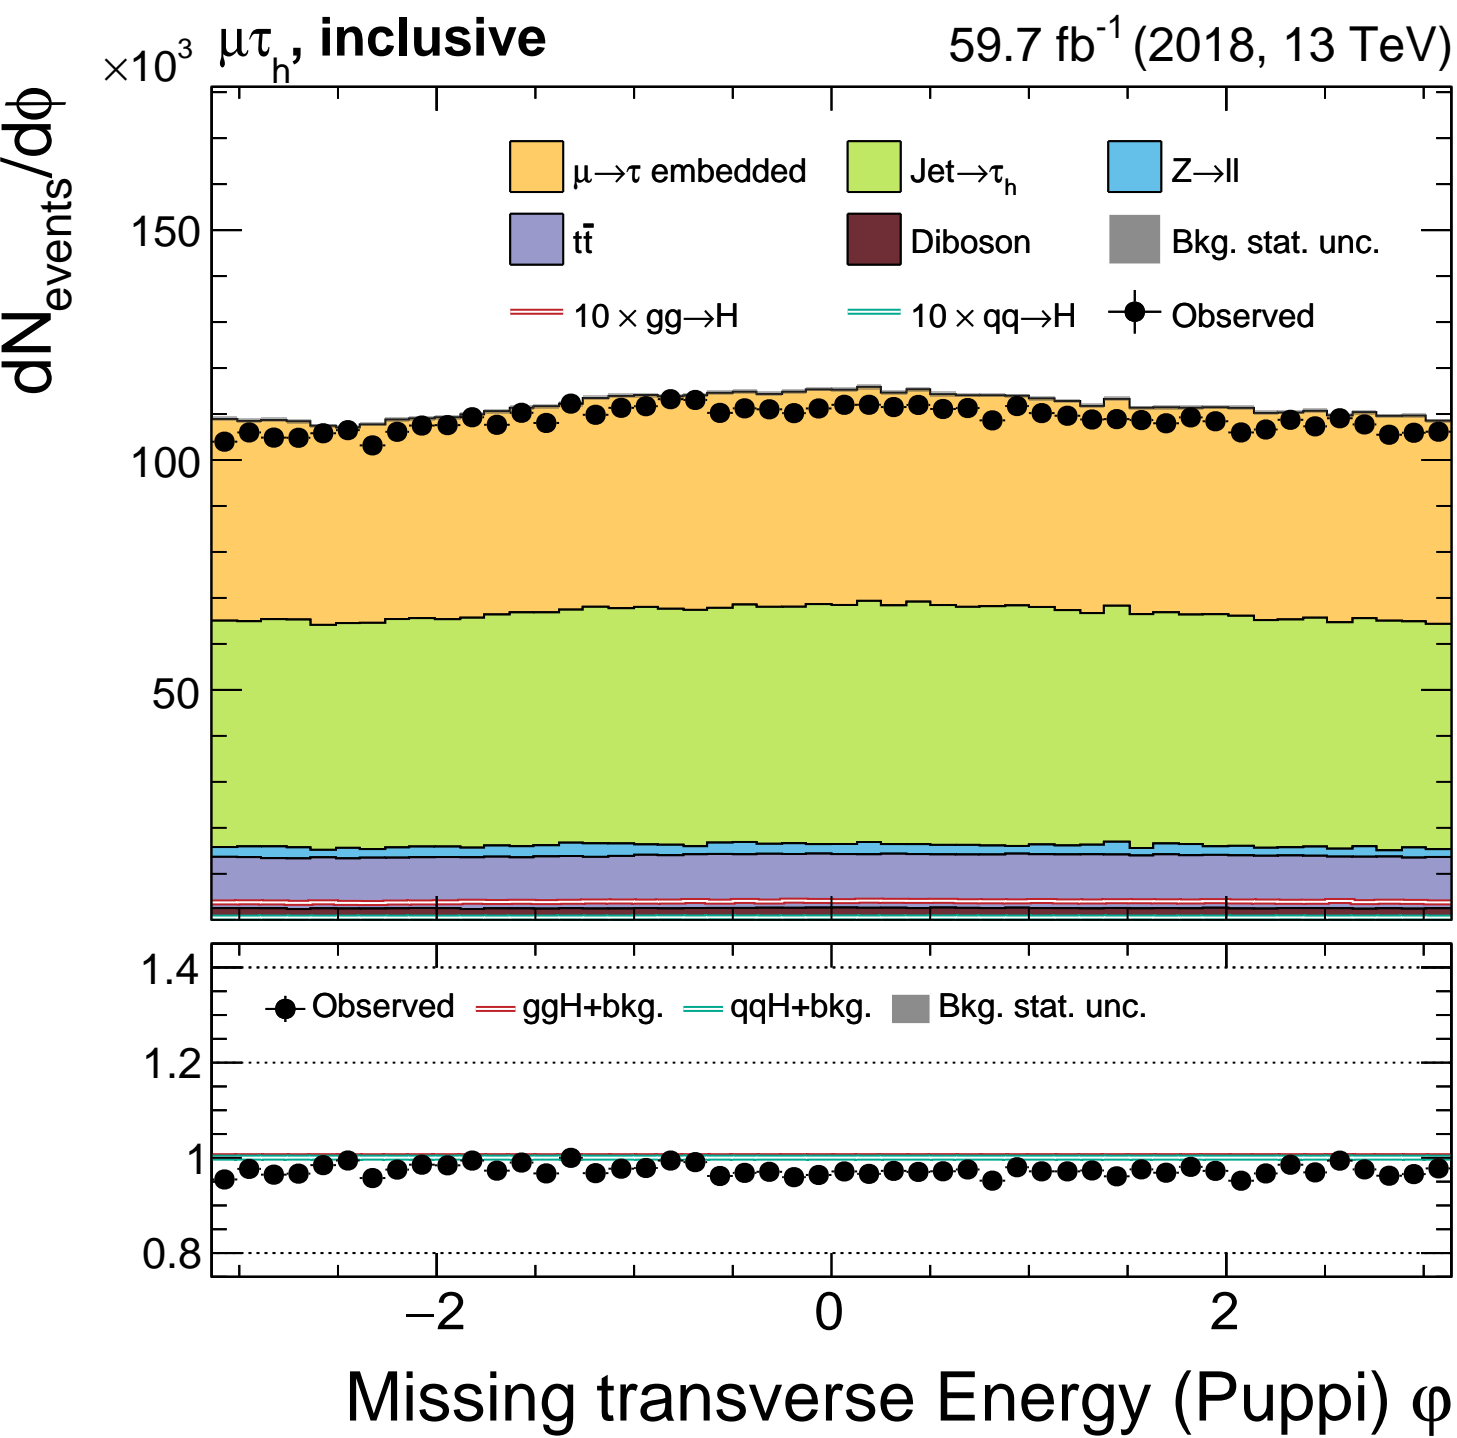 ×10³ μτₕ, inclusive 59.7 fb⁻¹ (2018, 13 TeV)
dN_events/dϕ
μ→τ embedded Jet→τₕ Z→ll
tt̄ Diboson Bkg. stat. unc.
10 × gg→H 10 × qq→H Observed
150
100
50
1.4
Observed ggH+bkg. qqH+bkg. Bkg. stat. unc.
1.2
1
0.8
−2 0 2
Missing transverse Energy (Puppi) φ